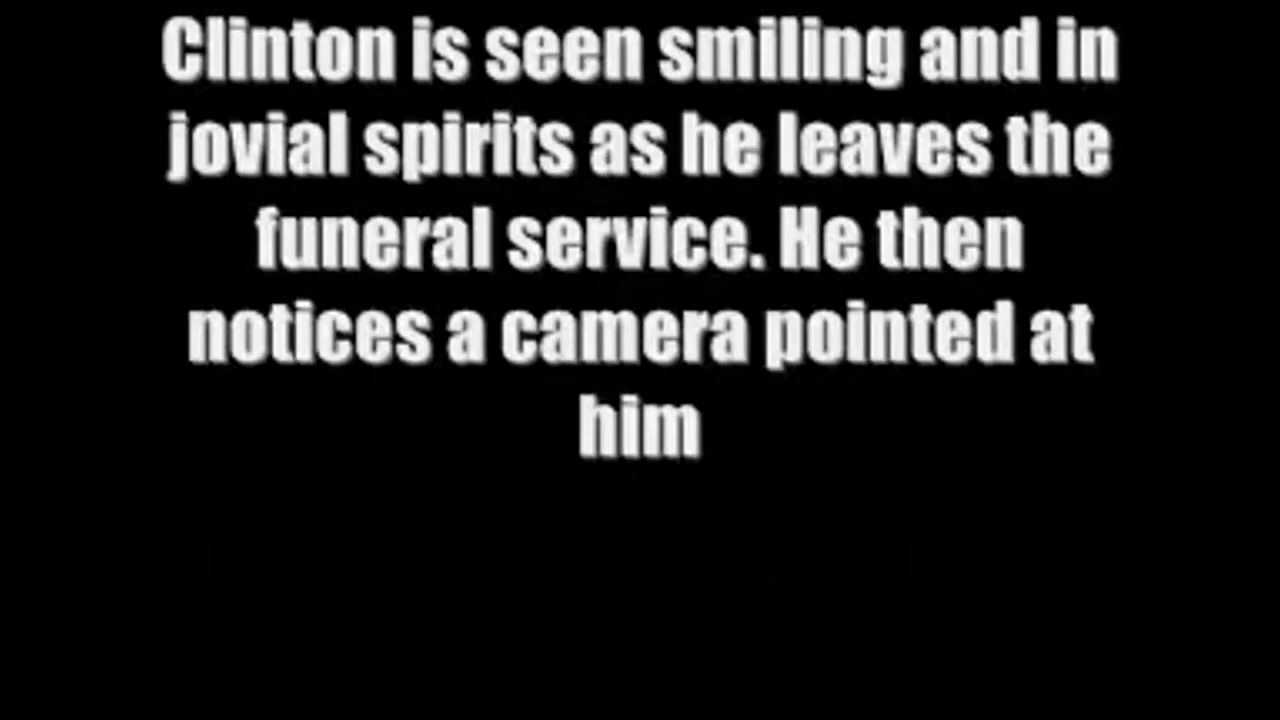 Clinton is seen smiling and in
jovial spirits as he leaves the
funeral service. He then
notices a camera pointed at
him